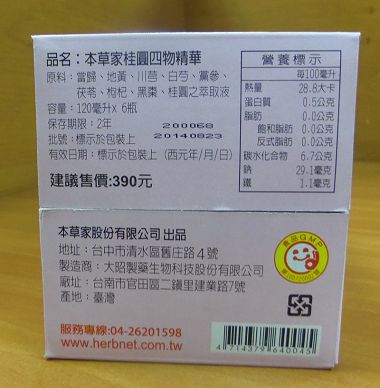 品名：本草家桂圓四物精華
原料：當歸、地黃、川芎、白芍、黨參、
茯苓、枸杞、黑棗、桂圓之萃取液
容量：120毫升x 6瓶
保存期限：2年
200068
批號：標示於包裝上
20140823
有效日期：標示於包裝上（西元年/月/日）
建議售價:390元
營養標示
每100毫升
熱量 28.8大卡
蛋白質 0.5公克
脂肪 0.0公克
飽和脂肪 0.0公克
反式脂肪 0.0公克
碳水化合物 6.7公克
鈉 29.1毫克
鐵 1.1毫克
本草家股份有限公司 出品
地址：台中市清水區舊庄路4號
製造商：大昭製藥生物科技股份有限公司
廠址：台南市官田區二鎮里建業路7號
產地：臺灣
服務專線:04-26201598
www.herbnet.com.tw
食品GMP
4 714379 640045